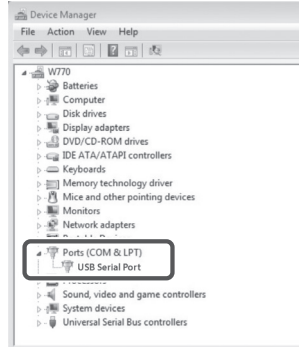 Device Manager
File Action View Help
W770
Batteries
Computer
Disk drives
Display adapters
DVD/CD-ROM drives
IDE ATA/ATAPI controllers
Keyboards
Memory technology driver
Mice and other pointing devices
Monitors
Network adapters
Ports (COM & LPT)
USB Serial Port
Sound, video and game controllers
System devices
Universal Serial Bus controllers